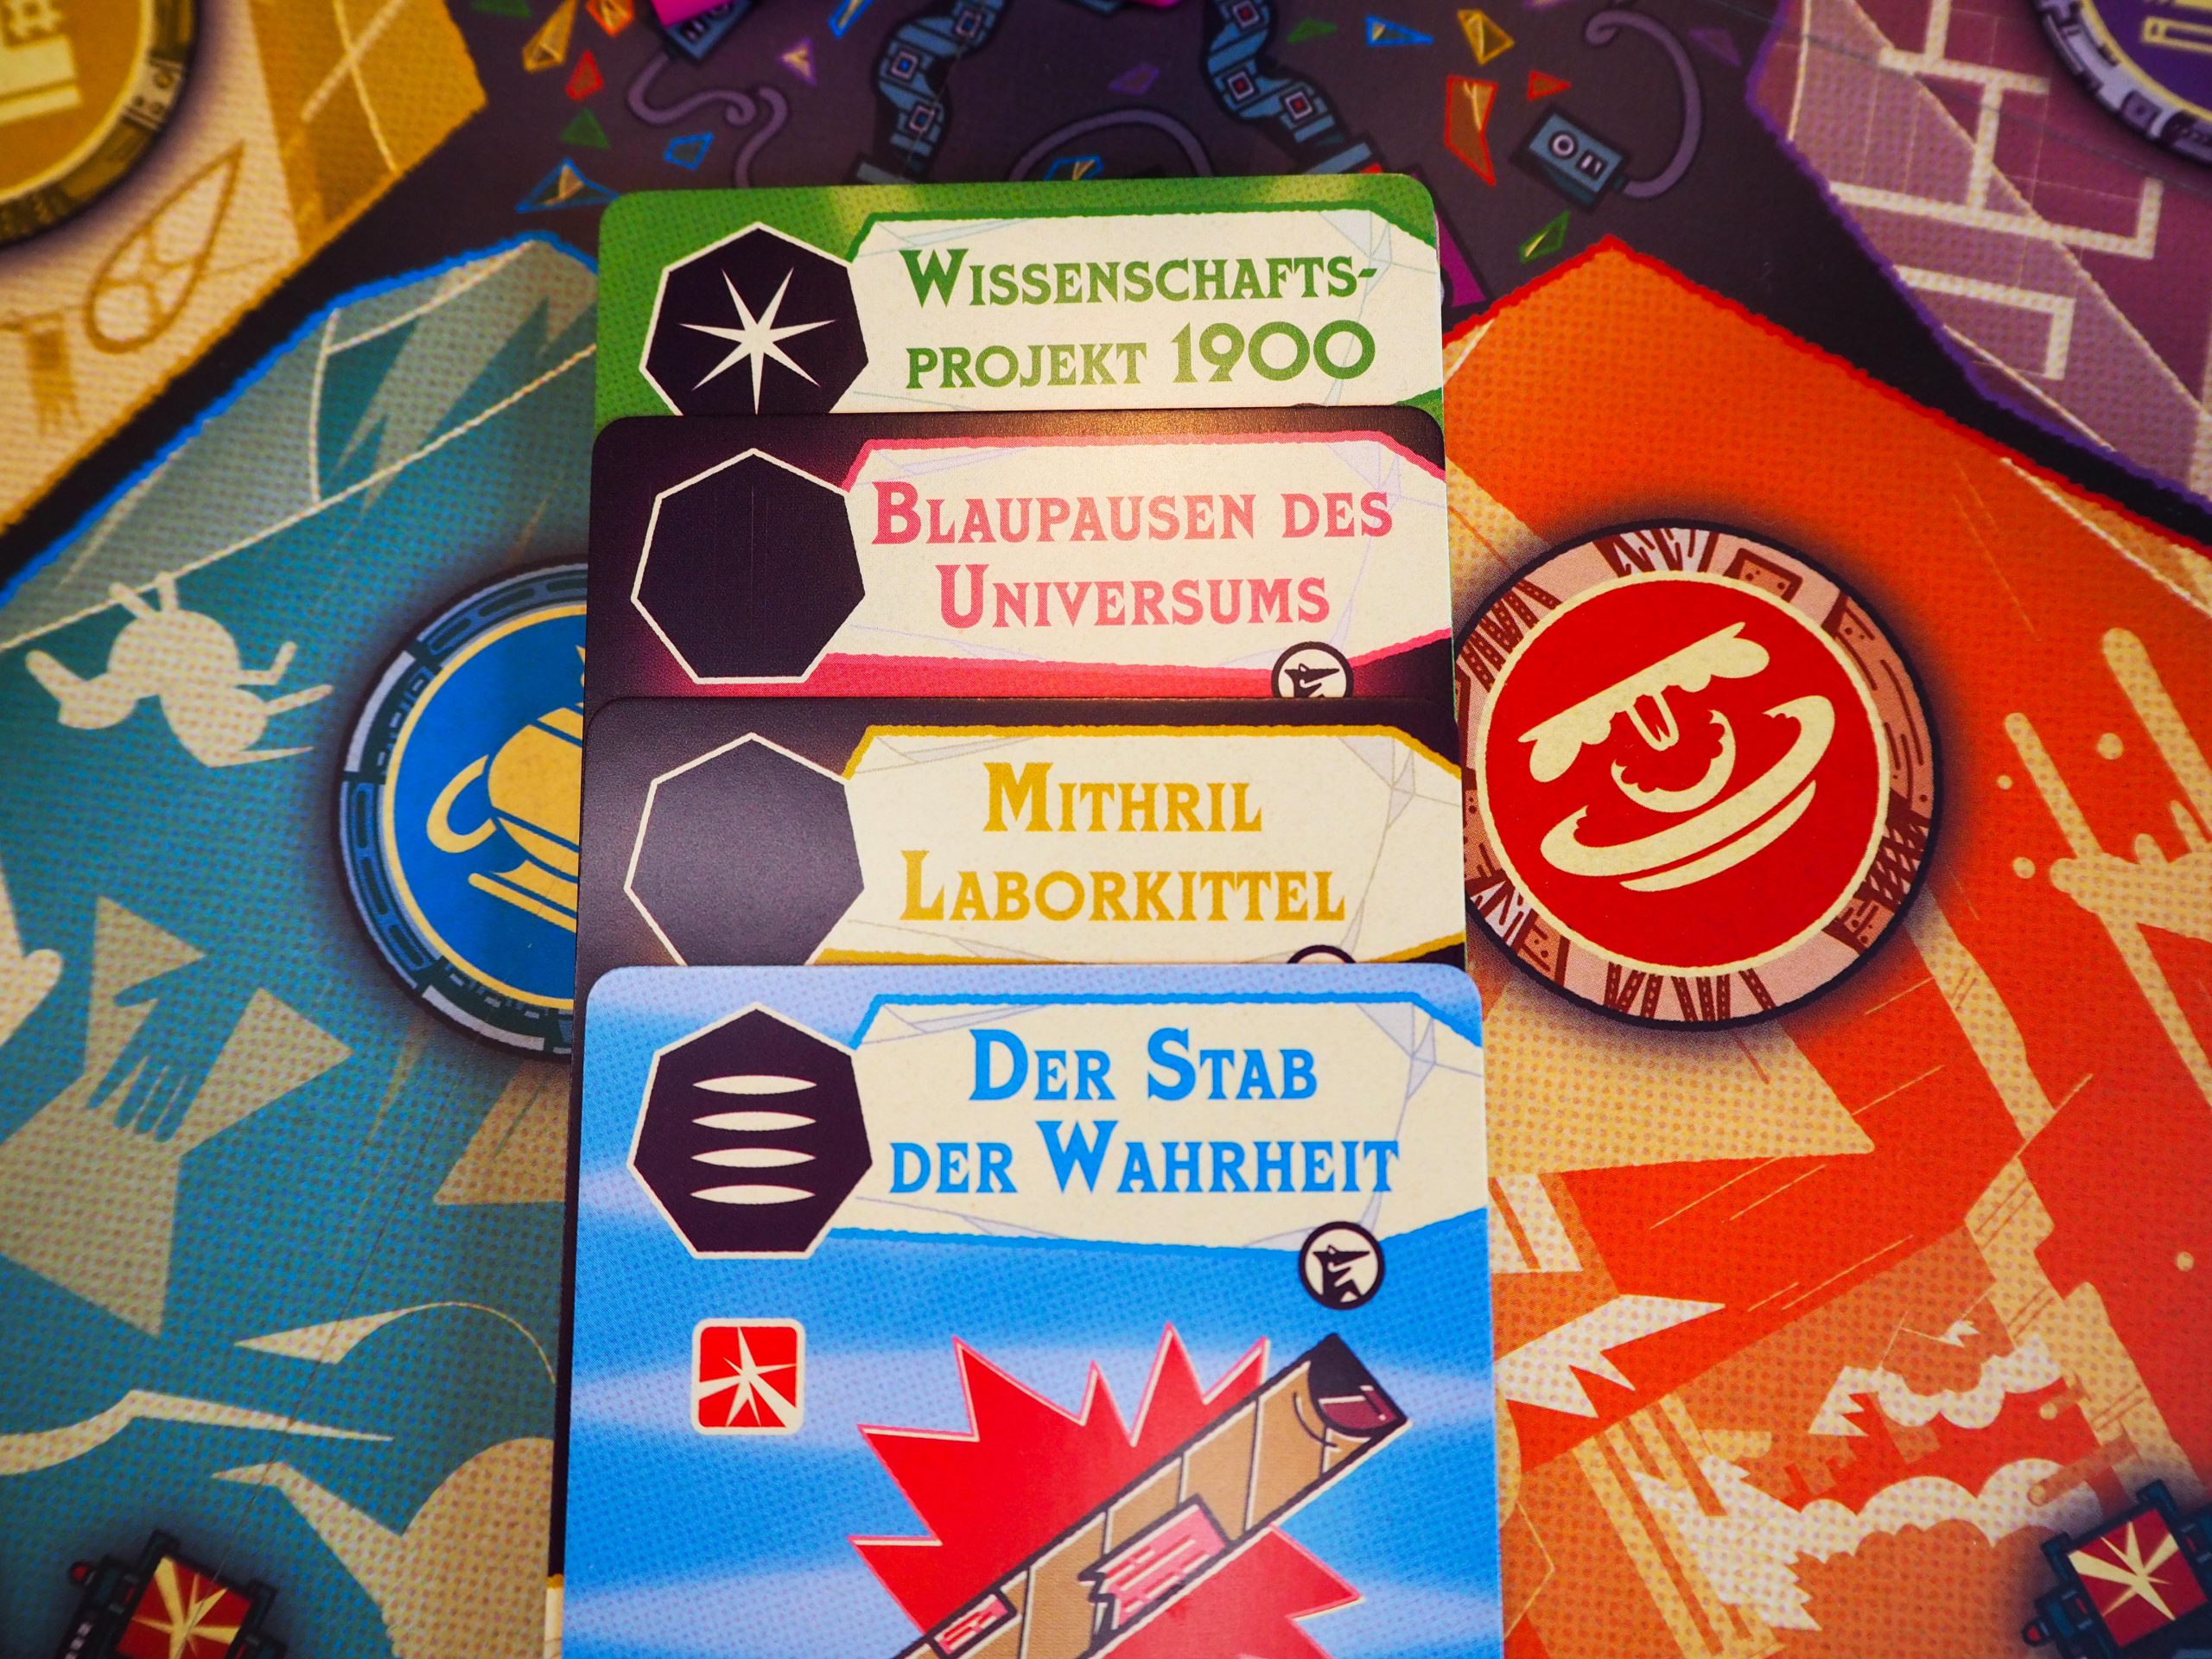 Wissenschafts-
projekt 1900
Blaupausen des
Universums
Mithril
Laborkittel
Der Stab
der Wahrheit